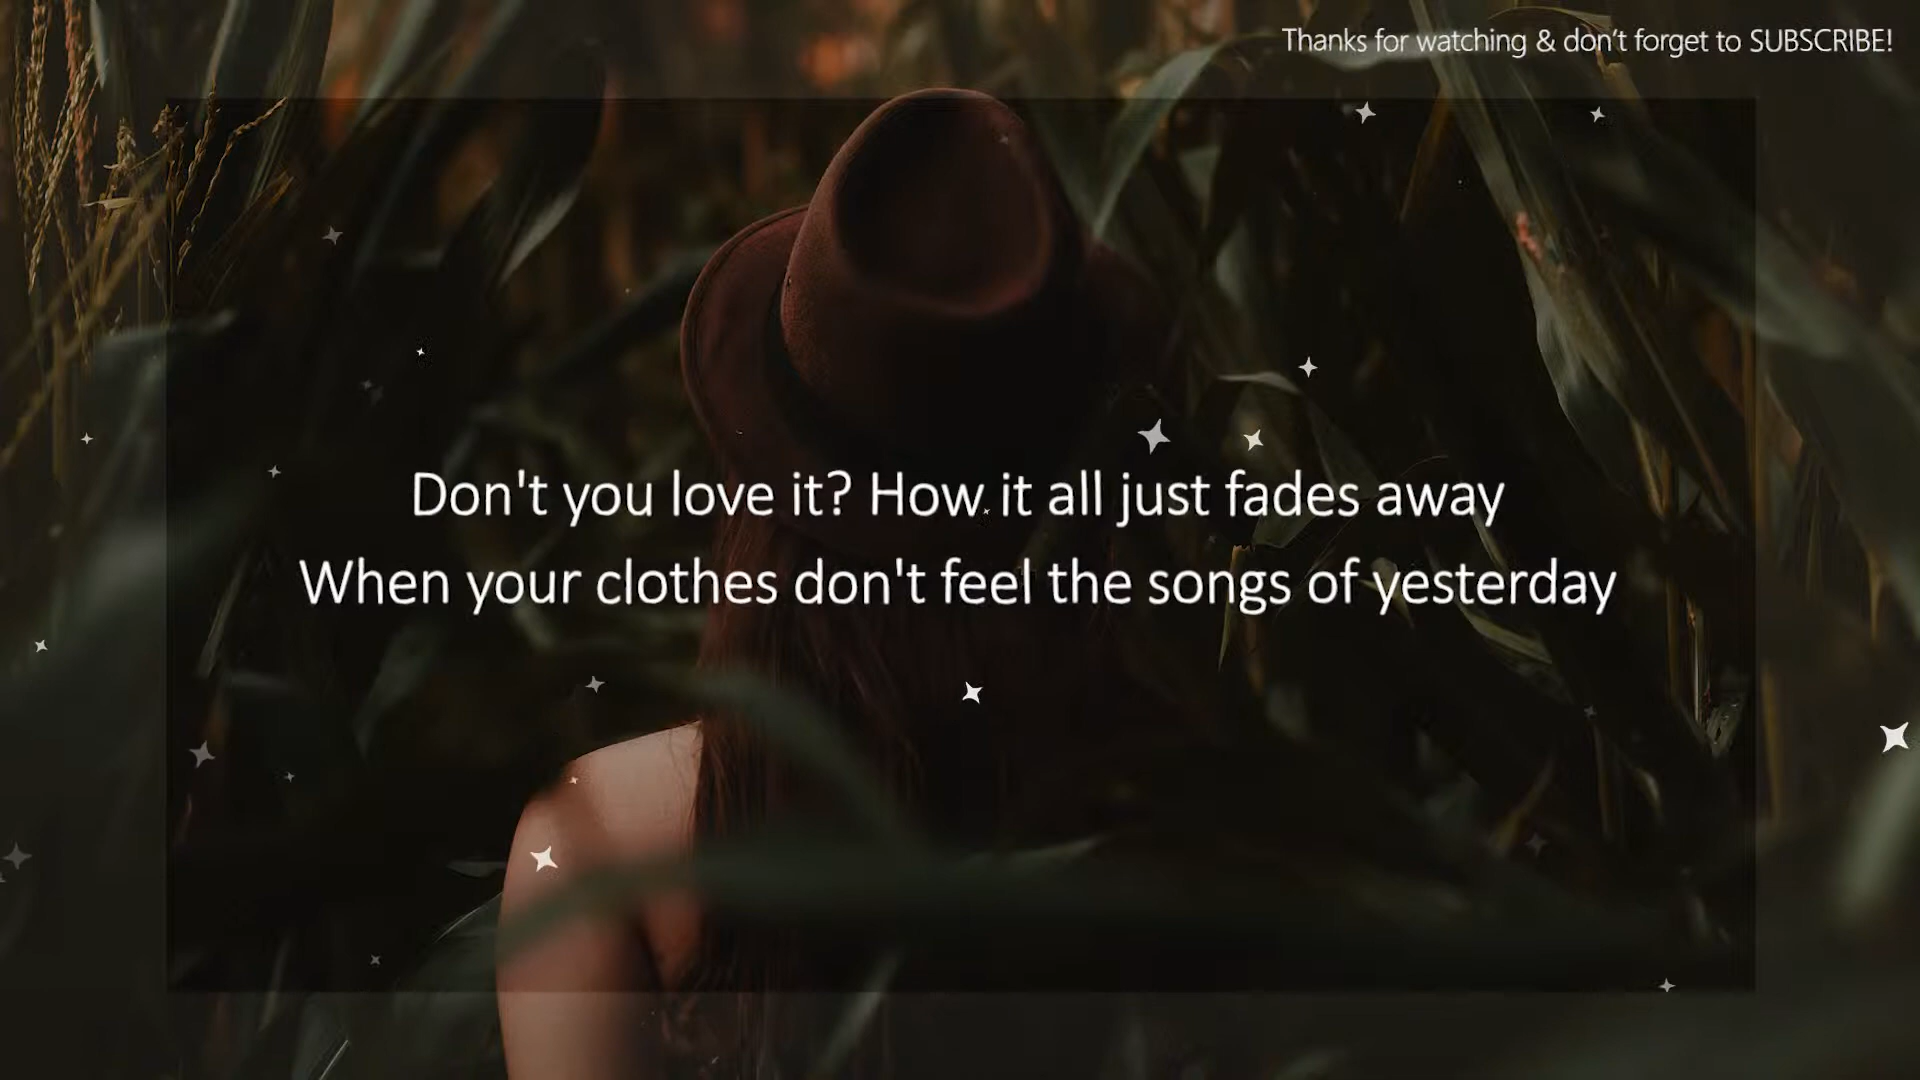 Thanks for watching & don't forget to SUBSCRIBE!
Don't you love it? How it all just fades away
When your clothes don't feel the songs of yesterday